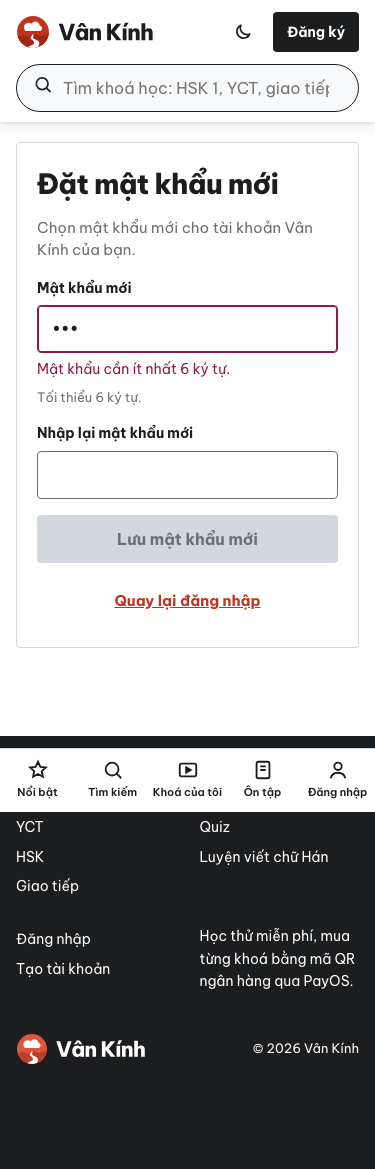 Vân Kính
Đăng ký
Tìm khoá học: HSK 1, YCT, giao tiếp
Đặt mật khẩu mới
Chọn mật khẩu mới cho tài khoản Vân
Kính của bạn.
Mật khẩu mới
Mật khẩu cần ít nhất 6 ký tự.
Tối thiểu 6 ký tự.
Nhập lại mật khẩu mới
Lưu mật khẩu mới
Quay lại đăng nhập
Nổi bật
Tìm kiếm
Khoá của tôi
Ôn tập
Đăng nhập
YCT
Quiz
HSK
Luyện viết chữ Hán
Giao tiếp
Đăng nhập
Tạo tài khoản
Học thử miễn phí, mua
từng khoá bằng mã QR
ngân hàng qua PayOS.
Vân Kính
© 2026 Vân Kính